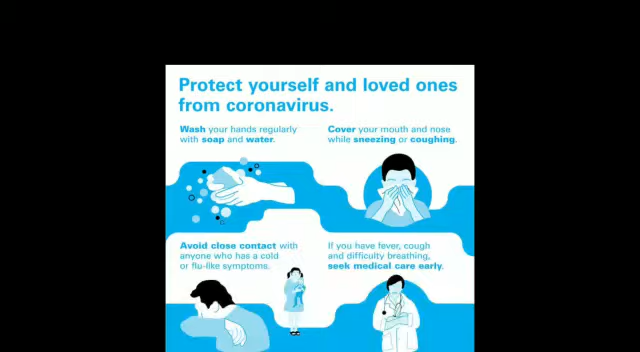 Protect yourself and loved ones
from coronavirus.
Wash your hands regularly
with soap and water.
Cover your mouth and nose
while sneezing or coughing.
Avoid close contact with
anyone who has a cold
or flu-like symptoms.
If you have fever, cough
and difficulty breathing,
seek medical care early.